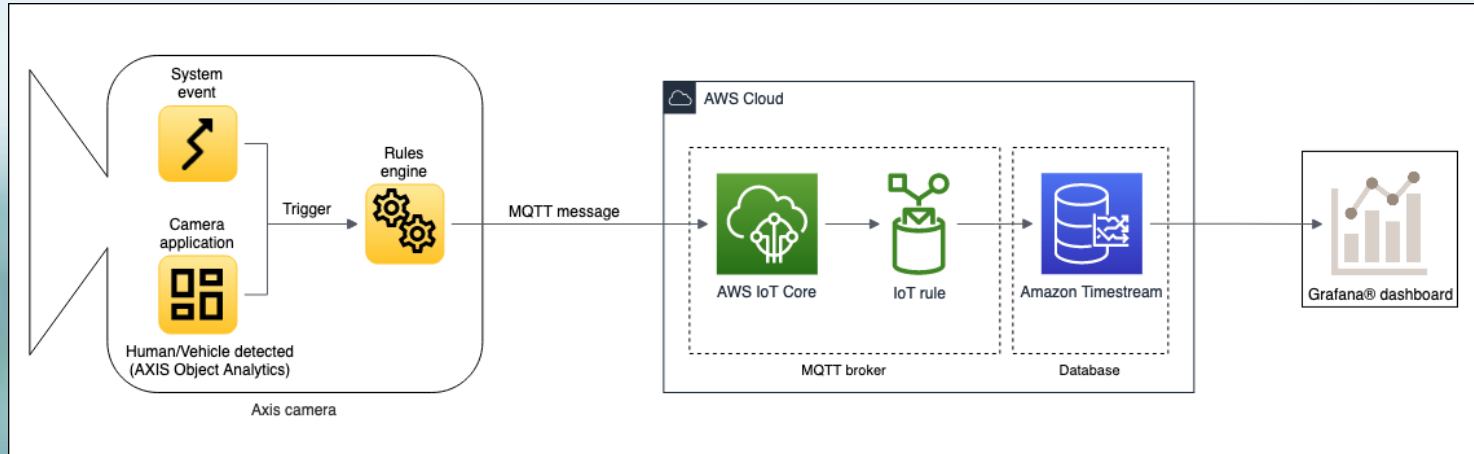 System
event
Camera
application
Human/Vehicle detected
(AXIS Object Analytics)
Trigger
Rules
engine
Axis camera
MQTT message
AWS Cloud
AWS IoT Core
IoT rule
MQTT broker
Amazon Timestream
Database
Grafana® dashboard